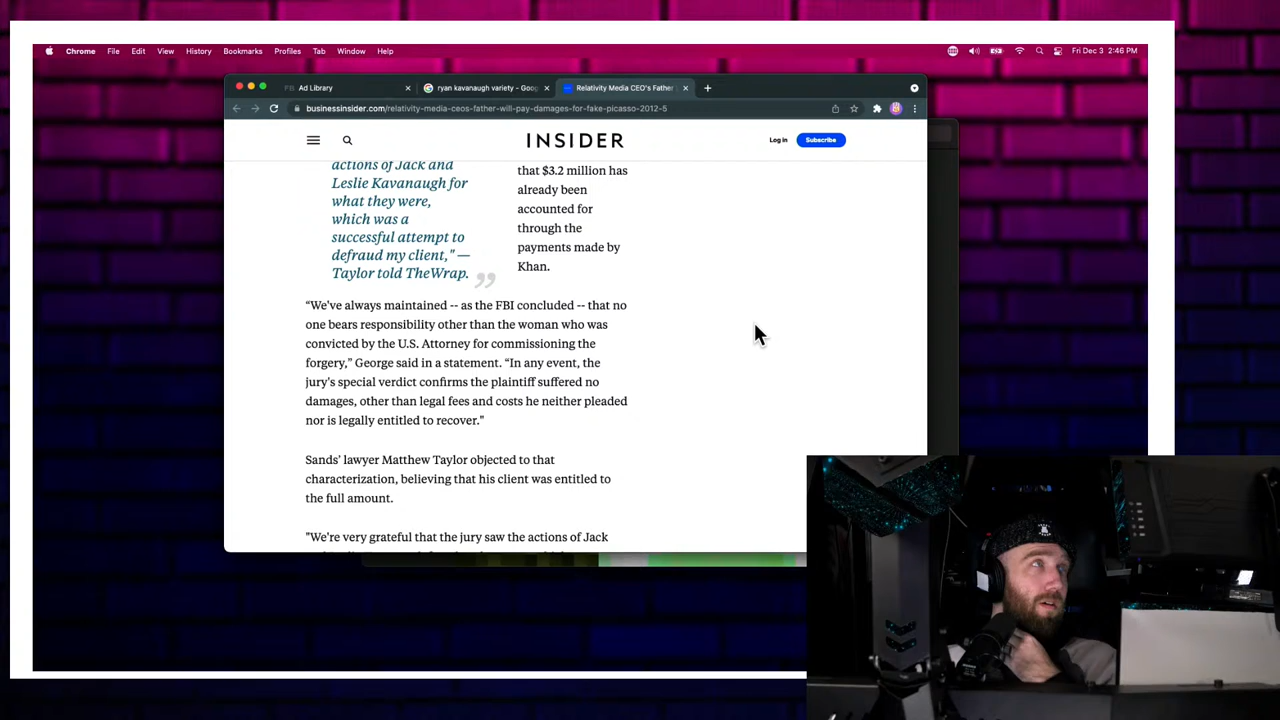 Chrome File Edit View History Bookmarks Profiles Tab Window Help Fri Dec 3 2:46 PM
Ad Library ryan kavanaugh variety - Goo Relativity Media CEO's Father
businessinsider.com/relativity-media-ceos-father-will-pay-damages-for-fake-picasso-2012-5
INSIDER Log in Subscribe
actions of Jack and
Leslie Kavanaugh for
what they were,
which was a
successful attempt to
defraud my client," —
Taylor told TheWrap.
that $3.2 million has
already been
accounted for
through the
payments made by
Khan.
“We've always maintained -- as the FBI concluded -- that no
one bears responsibility other than the woman who was
convicted by the U.S. Attorney for commissioning the
forgery,” George said in a statement. “In any event, the
jury's special verdict confirms the plaintiff suffered no
damages, other than legal fees and costs he neither pleaded
nor is legally entitled to recover."
Sands’ lawyer Matthew Taylor objected to that
characterization, believing that his client was entitled to
the full amount.
"We're very grateful that the jury saw the actions of Jack